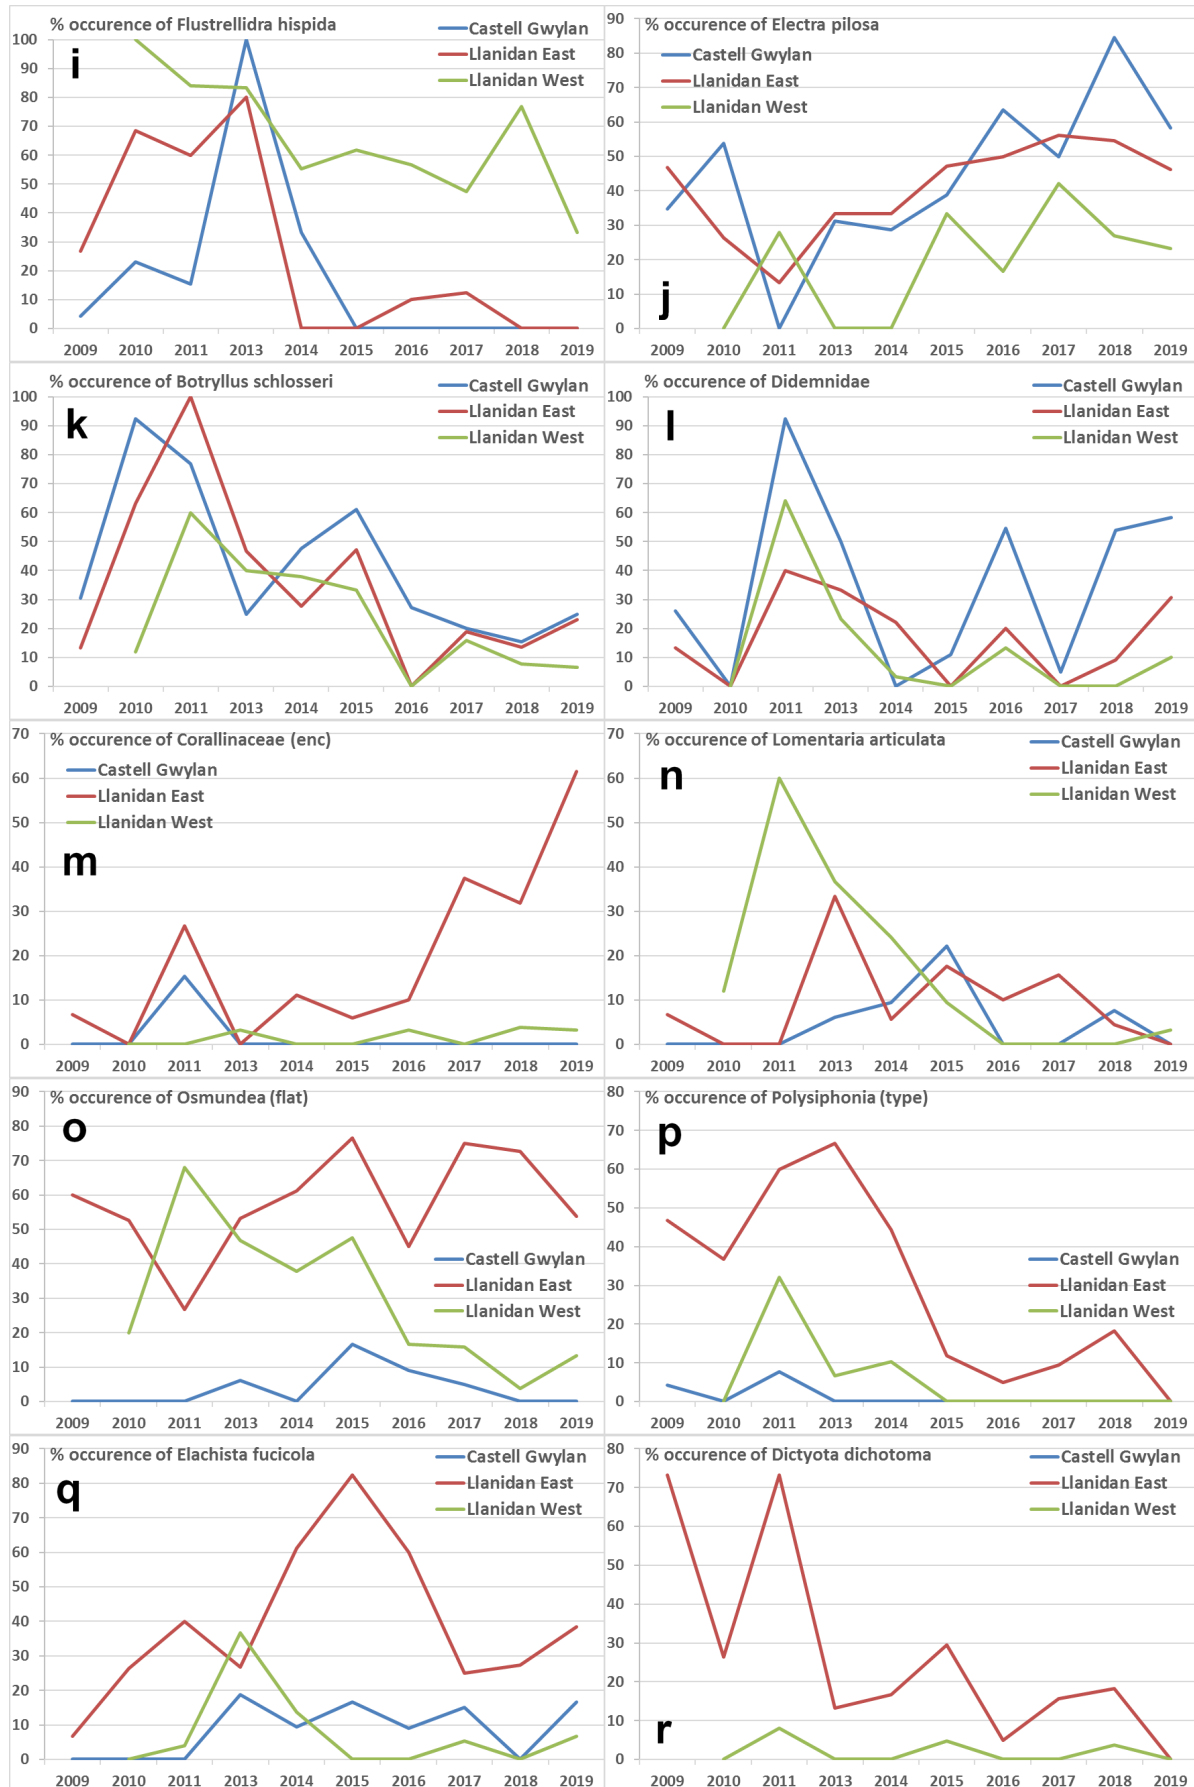 % occurence of Flustrellidra hispida
Castell Gwylan
Llanidan East
Llanidan West
i
100
90
80
70
60
50
40
30
20
10
0
2009 2010 2011 2013 2014 2015 2016 2017 2018 2019
% occurence of Electra pilosa
Castell Gwylan
Llanidan East
Llanidan West
j
90
80
70
60
50
40
30
20
10
0
2009 2010 2011 2013 2014 2015 2016 2017 2018 2019
% occurence of Botryllus schlosseri
Castell Gwylan
Llanidan East
Llanidan West
k
100
90
80
70
60
50
40
30
20
10
0
2009 2010 2011 2013 2014 2015 2016 2017 2018 2019
% occurence of Didemnidae
Castell Gwylan
Llanidan East
Llanidan West
l
100
90
80
70
60
50
40
30
20
10
0
2009 2010 2011 2013 2014 2015 2016 2017 2018 2019
% occurence of Corallinaceae (enc)
Castell Gwylan
Llanidan East
Llanidan West
m
70
60
50
40
30
20
10
0
2009 2010 2011 2013 2014 2015 2016 2017 2018 2019
% occurence of Lomentaria articulata
Castell Gwylan
Llanidan East
Llanidan West
n
70
60
50
40
30
20
10
0
2009 2010 2011 2013 2014 2015 2016 2017 2018 2019
% occurence of Osmundea (flat)
o
Castell Gwylan
Llanidan East
Llanidan West
90
80
70
60
50
40
30
20
10
0
2009 2010 2011 2013 2014 2015 2016 2017 2018 2019
% occurence of Polysiphonia (type)
p
Castell Gwylan
Llanidan East
Llanidan West
80
70
60
50
40
30
20
10
0
2009 2010 2011 2013 2014 2015 2016 2017 2018 2019
% occurence of Elachista fucicola
Castell Gwylan
Llanidan East
Llanidan West
q
90
80
70
60
50
40
30
20
10
0
2009 2010 2011 2013 2014 2015 2016 2017 2018 2019
% occurence of Dictyota dichotoma
Castell Gwylan
Llanidan East
Llanidan West
r
80
70
60
50
40
30
20
10
0
2009 2010 2011 2013 2014 2015 2016 2017 2018 2019